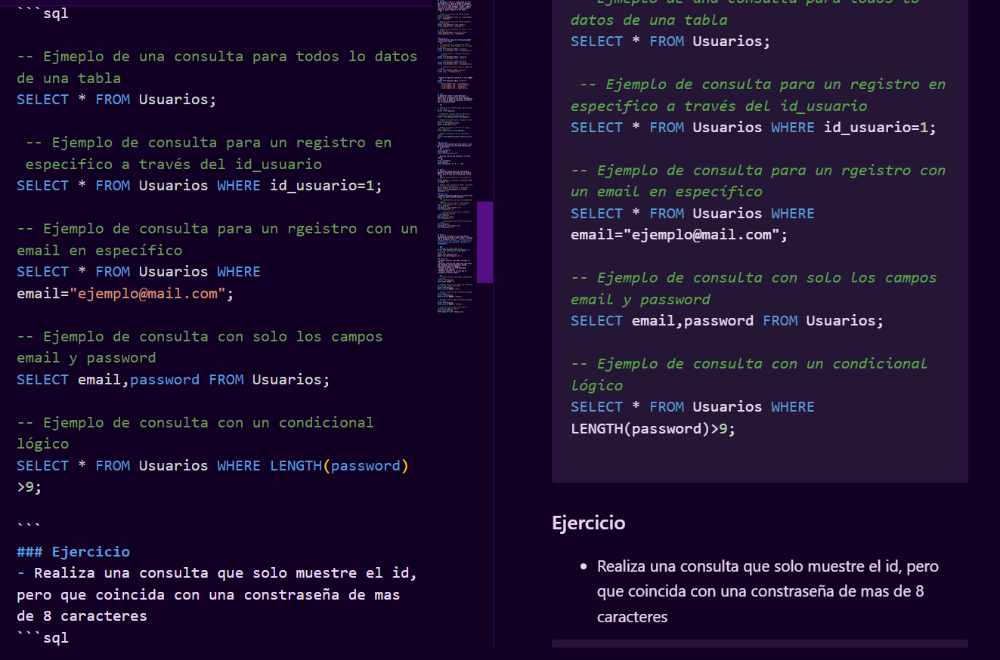 ```sql
-- Ejmeplo de una consulta para todos lo datos
de una tabla
SELECT * FROM Usuarios;
-- Ejemplo de consulta para un registro en
especifico a través del id_usuario
SELECT * FROM Usuarios WHERE id_usuario=1;
-- Ejemplo de consulta para un rgeistro con un
email en específico
SELECT * FROM Usuarios WHERE
email="ejemplo@mail.com";
-- Ejemplo de consulta con solo los campos
email y password
SELECT email,password FROM Usuarios;
-- Ejemplo de consulta con un condicional
lógico
SELECT * FROM Usuarios WHERE LENGTH(password)
>9;
```
### Ejercicio
- Realiza una consulta que solo muestre el id,
pero que coincida con una constraseña de mas
de 8 caracteres
```sql
-- Ejmeplo de una consulta para todos lo
datos de una tabla
SELECT * FROM Usuarios;
-- Ejemplo de consulta para un registro en
especifico a través del id_usuario
SELECT * FROM Usuarios WHERE id_usuario=1;
-- Ejemplo de consulta para un rgeistro con
un email en específico
SELECT * FROM Usuarios WHERE
email="ejemplo@mail.com";
-- Ejemplo de consulta con solo los campos
email y password
SELECT email,password FROM Usuarios;
-- Ejemplo de consulta con un condicional
lógico
SELECT * FROM Usuarios WHERE
LENGTH(password)>9;
Ejercicio
• Realiza una consulta que solo muestre el id, pero
que coincida con una constraseña de mas de 8
caracteres